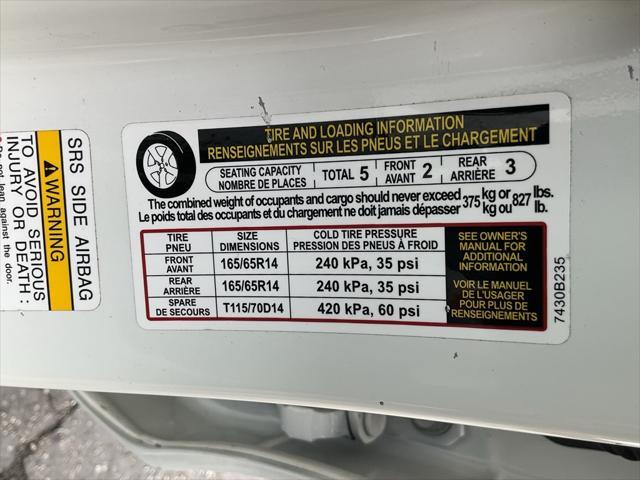 TIRE AND LOADING INFORMATION
RENSEIGNEMENTS SUR LES PNEUS ET LE CHARGEMENT
SEATING CAPACITY
NOMBRE DE PLACES
TOTAL 5
FRONT
AVANT 2
REAR
ARRIÈRE 3
The combined weight of occupants and cargo should never exceed 375 kg or 827 lbs.
Le poids total des occupants et du chargement ne doit jamais dépasser kg ou lb.
TIRE
PNEU
SIZE
DIMENSIONS
COLD TIRE PRESSURE
PRESSION DES PNEUS À FROID
FRONT
AVANT
165/65R14
240 kPa, 35 psi
REAR
ARRIÈRE
165/65R14
240 kPa, 35 psi
SPARE
DE SECOURS
T115/70D14
420 kPa, 60 psi
SEE OWNER'S
MANUAL FOR
ADDITIONAL
INFORMATION
VOIR LE MANUEL
DE L'USAGER
POUR PLUS DE
RENSEIGNEMENTS
7430B235
SRS SIDE AIRBAG
WARNING
TO AVOID SERIOUS
INJURY OR DEATH:
Do not lean against the door.